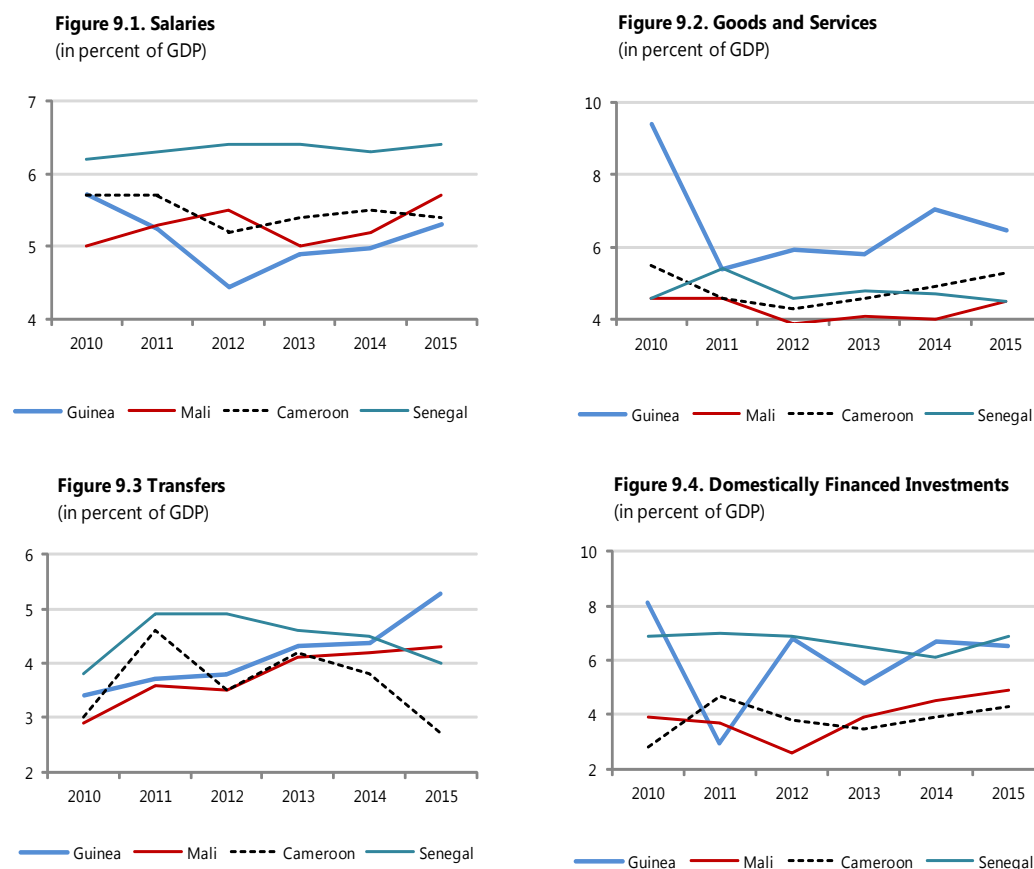 Figure 9.1. Salaries
(in percent of GDP)
7
6
5
4
2010 2011 2012 2013 2014 2015
Guinea Mali Cameroon Senegal
Figure 9.2. Goods and Services
(in percent of GDP)
10
8
6
4
2010 2011 2012 2013 2014 2015
Guinea Mali Cameroon Senegal
Figure 9.3 Transfers
(in percent of GDP)
6
5
4
3
2
2010 2011 2012 2013 2014 2015
Guinea Mali Cameroon Senegal
Figure 9.4. Domestically Financed Investments
(in percent of GDP)
10
8
6
4
2
2010 2011 2012 2013 2014 2015
Guinea Mali Cameroon Senegal